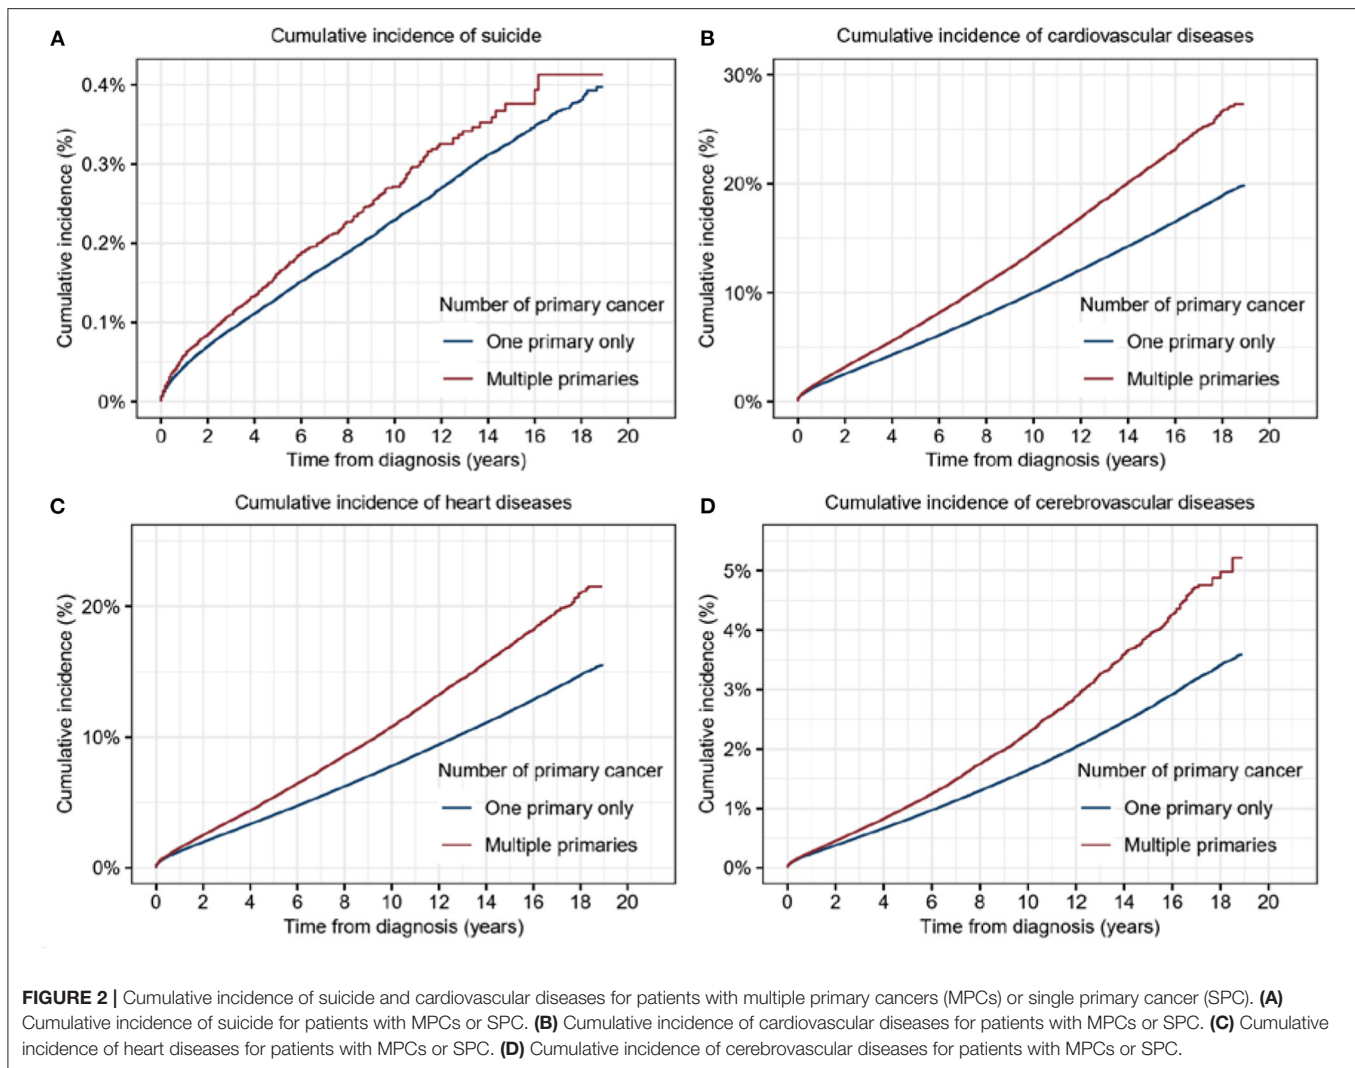 A
Cumulative incidence of suicide
Cumulative incidence (%)
0.4%
0.3%
0.2%
0.1%
0%
Number of primary cancer
One primary only
Multiple primaries
0 2 4 6 8 10 12 14 16 18 20
Time from diagnosis (years)
B
Cumulative incidence of cardiovascular diseases
Cumulative incidence (%)
30%
20%
10%
0%
Number of primary cancer
One primary only
Multiple primaries
0 2 4 6 8 10 12 14 16 18 20
Time from diagnosis (years)
C
Cumulative incidence of heart diseases
Cumulative incidence (%)
20%
10%
0%
Number of primary cancer
One primary only
Multiple primaries
0 2 4 6 8 10 12 14 16 18 20
Time from diagnosis (years)
D
Cumulative incidence of cerebrovascular diseases
Cumulative incidence (%)
5%
4%
3%
2%
1%
0%
Number of primary cancer
One primary only
Multiple primaries
0 2 4 6 8 10 12 14 16 18 20
Time from diagnosis (years)
FIGURE 2 | Cumulative incidence of suicide and cardiovascular diseases for patients with multiple primary cancers (MPCs) or single primary cancer (SPC). (A)
Cumulative incidence of suicide for patients with MPCs or SPC. (B) Cumulative incidence of cardiovascular diseases for patients with MPCs or SPC. (C) Cumulative
incidence of heart diseases for patients with MPCs or SPC. (D) Cumulative incidence of cerebrovascular diseases for patients with MPCs or SPC.